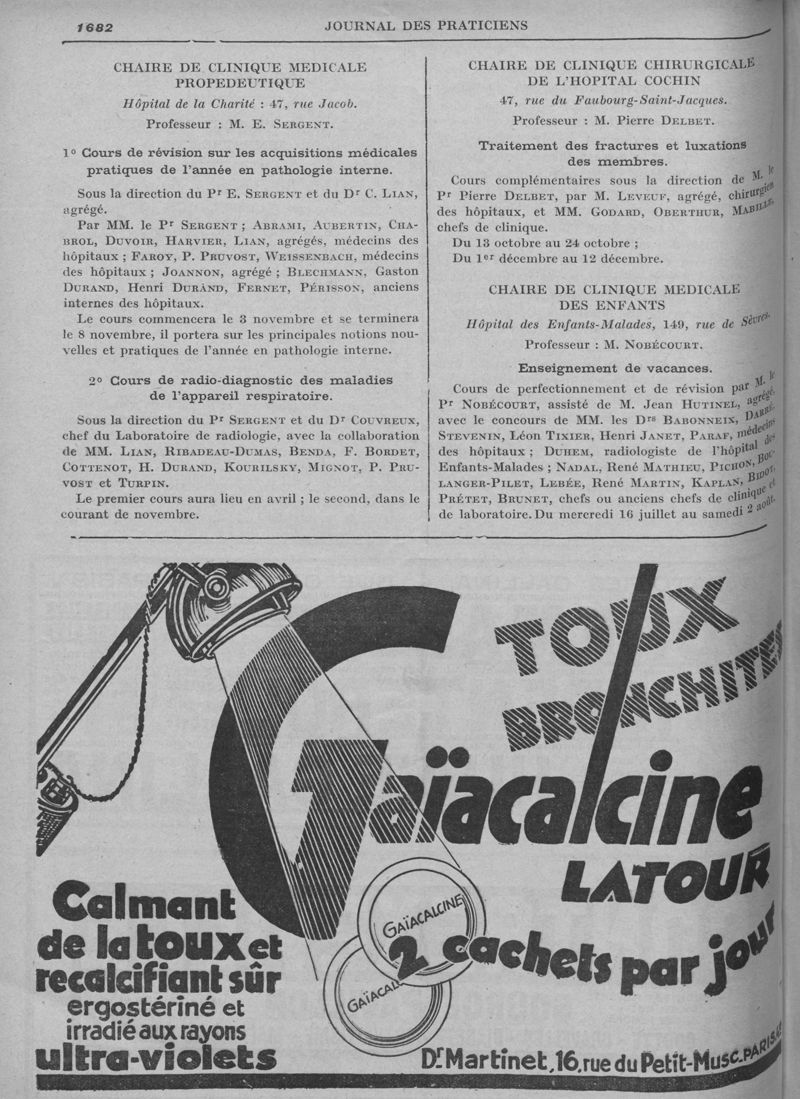 1682
JOURNAL DES PRATICIENS
CHAIRE DE CLINIQUE MEDICALE
PROPEDEUTIQUE
Hôpital de la Charité : 47, rue Jacob.
Professeur : M. E. SERGENT.
1º Cours de révision sur les acquisitions médicales
pratiques de l'année en pathologie interne.
Sous la direction du Pr E. SERGENT et du Dr C. LIAN,
agrégé.
Par MM. le Pr SERGENT ; ABRAMI, AUBERTIN, CHA-
BROL, DUVOIR, HARVIER, LIAN, agrégés, médecins des
hôpitaux ; FAROY, P. PRUVOST, WEISSENBACH, médecins
des hôpitaux ; JOANNON, agrégé ; BLECHMANN, Gaston
DURAND, Henri DURAND, FERNET, PÉRISSON, anciens
internes des hôpitaux.
Le cours commencera le 3 novembre et se terminera
le 8 novembre, il portera sur les principales notions nou-
velles et pratiques de l'année en pathologie interne.
2º Cours de radio-diagnostic des maladies
de l'appareil respiratoire.
Sous la direction du Pr SERGENT et du Dr COUVREUX,
chef du Laboratoire de radiologie, avec la collaboration
de MM. LIAN, RIBADEAU-DUMAS, BENDA, F. BORDET,
COTTENOT, H. DURAND, KOURILSKY, MIGNOT, P. PRU-
VOST et TURPIN.
Le premier cours aura lieu en avril ; le second, dans le
courant de novembre.
CHAIRE DE CLINIQUE CHIRURGICALE
DE L'HOPITAL COCHIN
47, rue du Faubourg-Saint-Jacques.
Professeur : M. Pierre DELBET.
Traitement des fractures et luxations
des membres.
Cours complémentaires sous la direction de M. le
Pr Pierre DELBET, par M. LEVEUF, agrégé, chirurgien
des hôpitaux, et MM. GODARD, OBERTHUR, MABILLE,
chefs de clinique.
Du 13 octobre au 24 octobre ;
Du 1er décembre au 12 décembre.
CHAIRE DE CLINIQUE MEDICALE
DES ENFANTS
Hôpital des Enfants-Malades, 149, rue de Sèvres.
Professeur : M. NOBÉCOURT.
Enseignement de vacances.
Cours de perfectionnement et de révision par M. le
Pr NOBÉCOURT, assisté de M. Jean HUTINEL, agrégé,
avec le concours de MM. les Drs BABONNEIX, DARRÉ,
STEVENIN, Léon TIXIER, Henri JANET, PARAF, médecins
des hôpitaux ; DUHEM, radiologiste de l'hôpital des
Enfants-Malades ; NADAL, René MATHIEU, PICHON, BOU-
LANGER-PILET, LEBÉE, René MARTIN, KAPLAN, BIDOT,
PRÉTET, BRUNET, chefs ou anciens chefs de clinique et
de laboratoire. Du mercredi 16 juillet au samedi 2 août.
TOUX
BRONCHITES
Gaïacalcine
LATOUR
GAÏACALCINE
GAÏACAL
2 cachets par jour
Calmant
de la toux et
recalcifiant sûr
ergostériné et
irradié aux rayons
ultra-violets
Dr Martinet, 16, rue du Petit-Musc-PARIS.